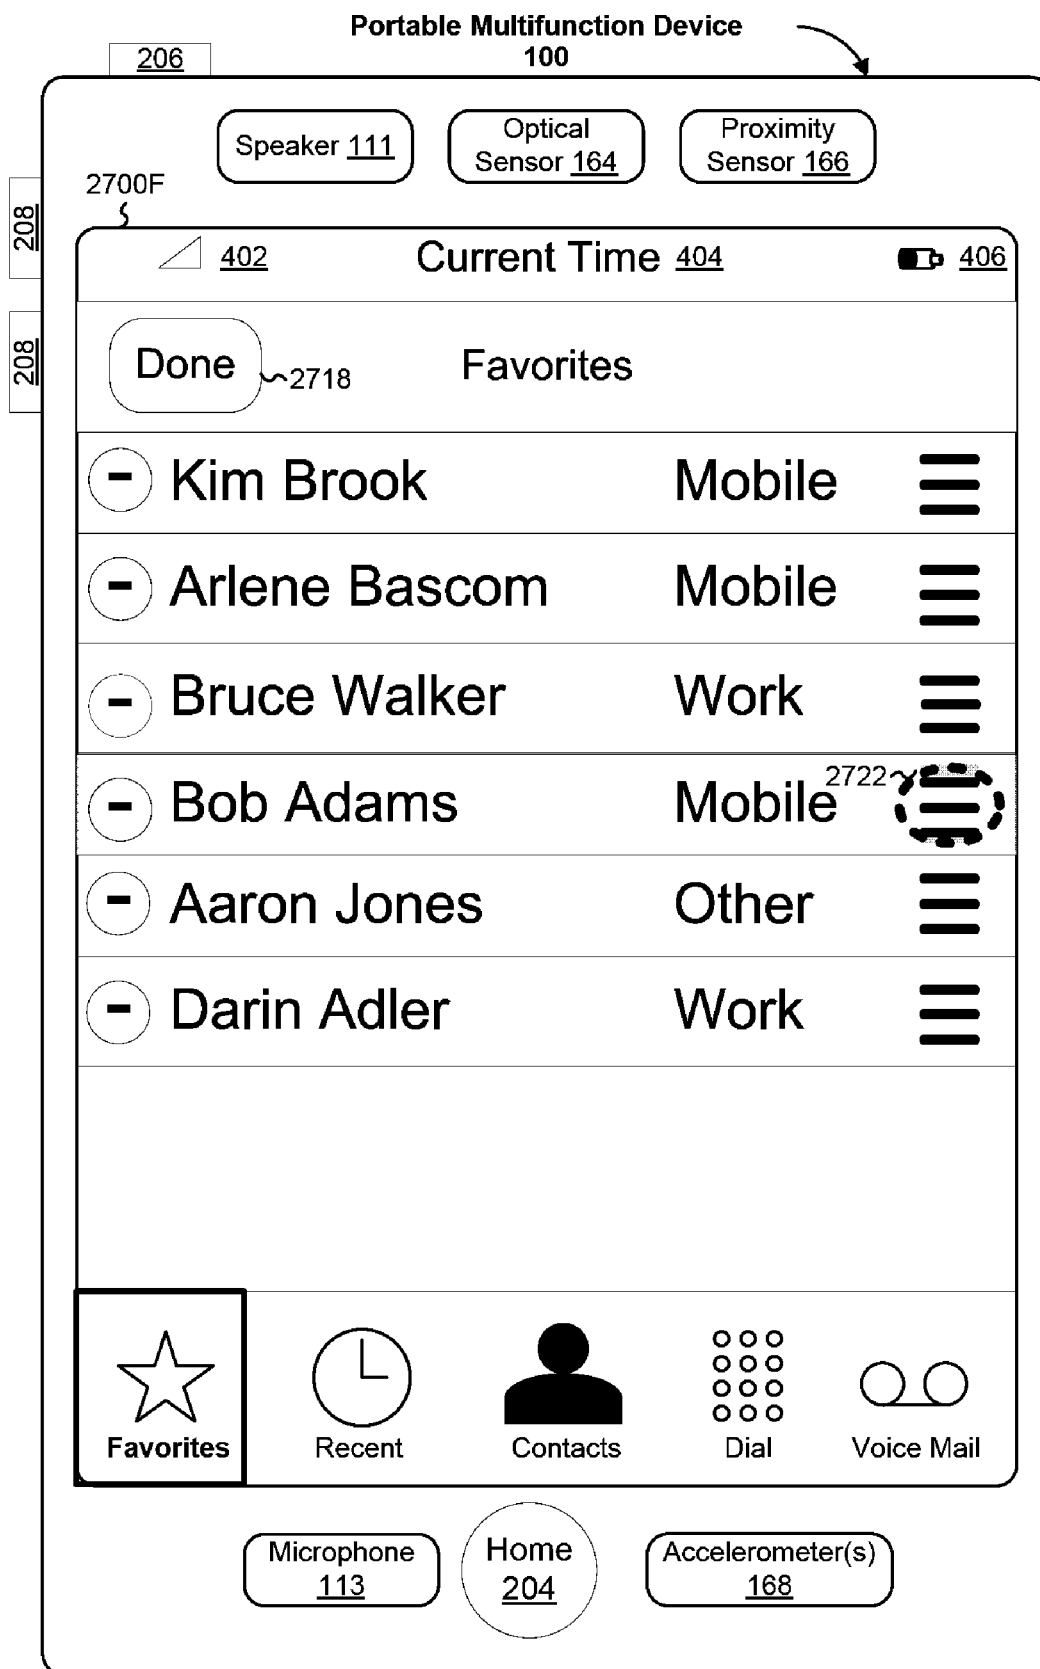 Portable Multifunction Device
100
206
Speaker 111
Optical
Sensor 164
Proximity
Sensor 166
2700F
208
208
402
Current Time 404
406
Done
2718
Favorites
- Kim Brook Mobile
- Arlene Bascom Mobile
- Bruce Walker Work
- Bob Adams Mobile
2722
- Aaron Jones Other
- Darin Adler Work
Favorites
Recent
Contacts
Dial
Voice Mail
Microphone
113
Home
204
Accelerometer(s)
168